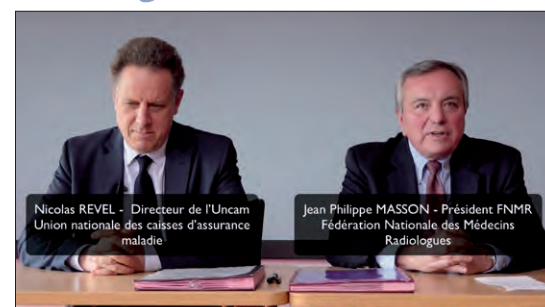 Nicolas REVEL - Directeur de l'Uncam
Union nationale des caisses d'assurance
maladie
Jean Philippe MASSON - Président FNMR
Fédération Nationale des Médecins
Radiologues